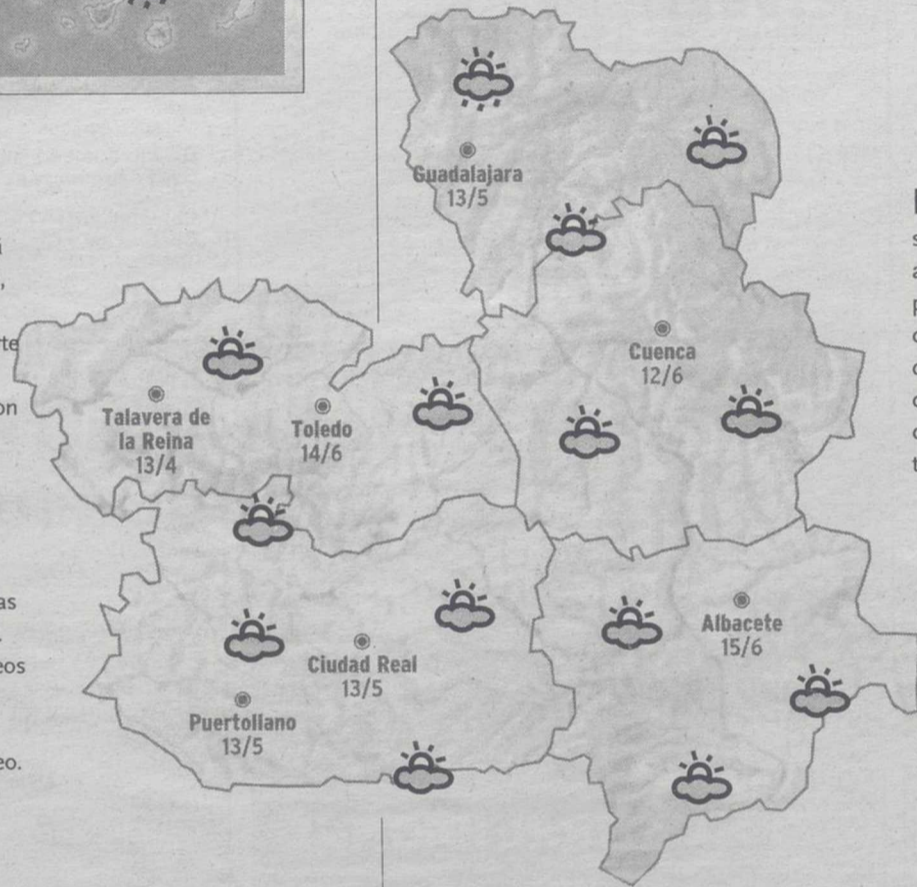 Guadalajara
13/5
Cuenca
12/6
Talavera de
la Reina
13/4
Toledo
14/6
Albacete
15/6
Ciudad Real
13/5
Puertollano
13/5